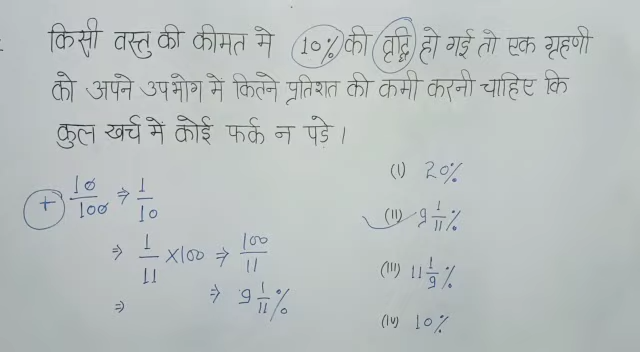 किसी वस्तु की कीमत मे 10% की वृद्धि हो गई तो एक ग्रहणी
को अपने उपभोग मे कितने प्रतिशत की कमी करनी चाहिए कि
कुल खर्च में कोई फर्क न पड़े।
+ 10/100 ⇒ 1/10
⇒ 1/11 ×100 ⇒ 100/11
⇒ ⇒ 9 1/11%
(I) 20%
(II) 9 1/11%
(III) 11 1/9%
(IV) 10%